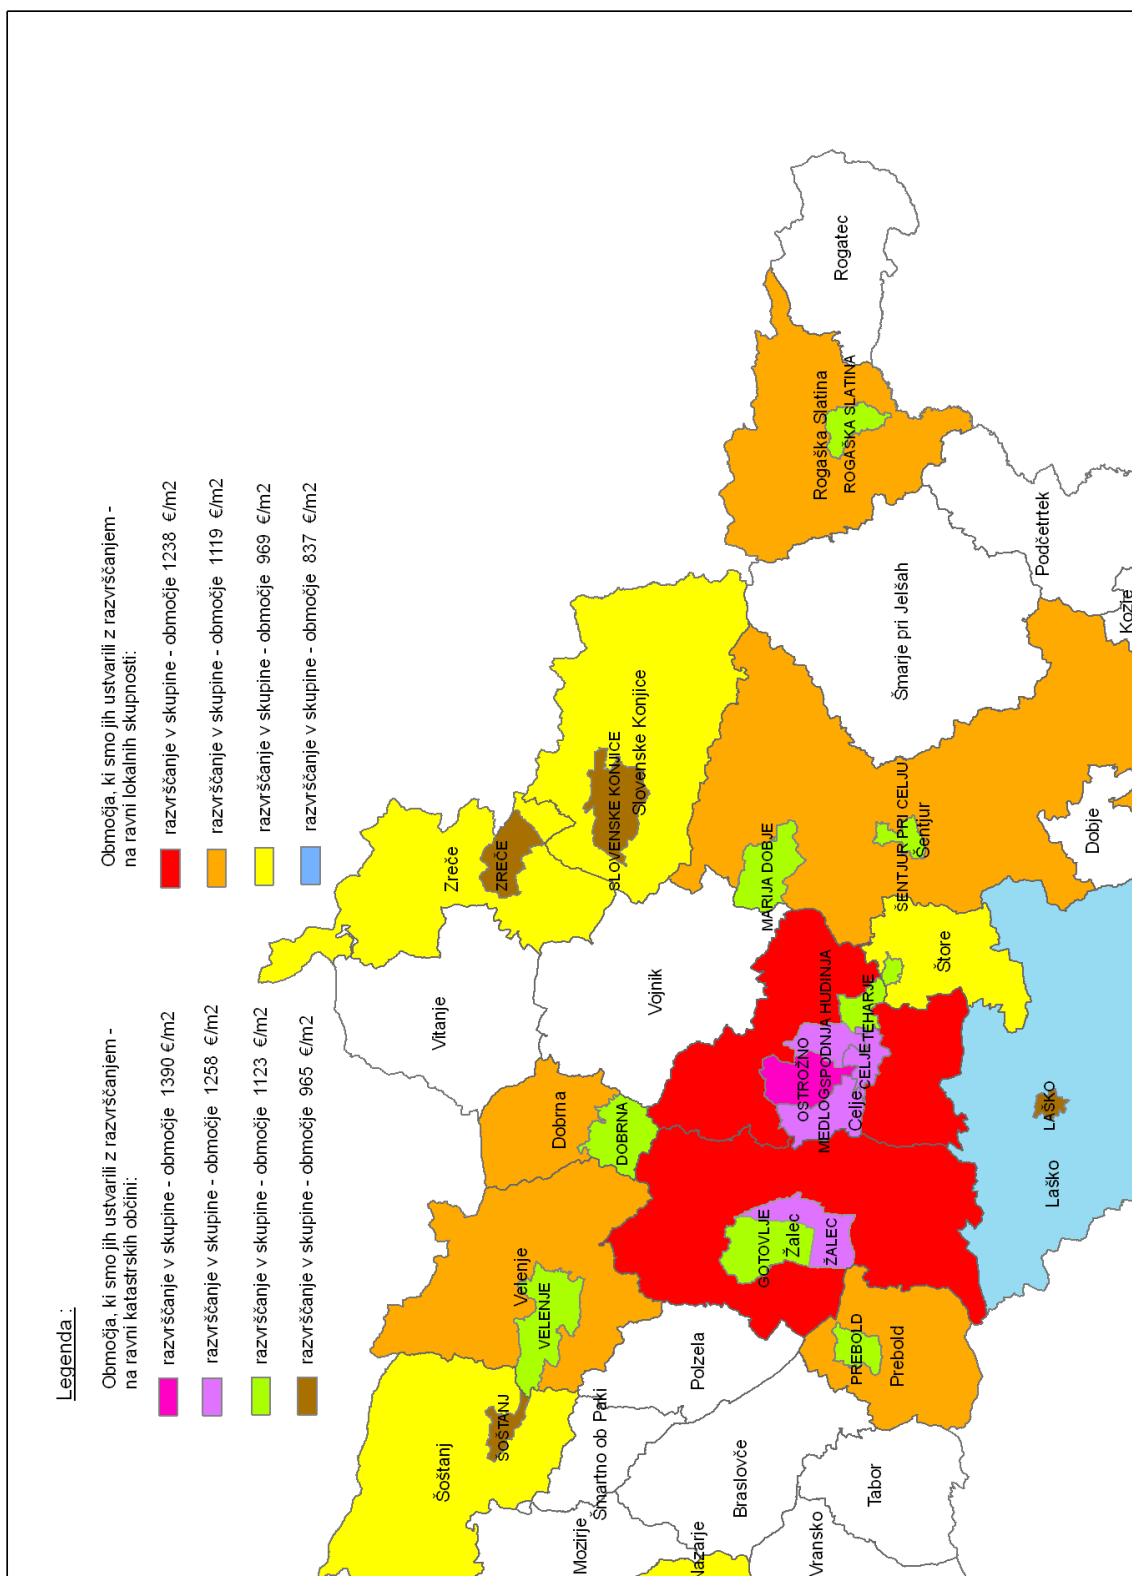 Legenda :
Območja, ki smo jih ustvarili z razvrščanjem -
na ravni katastrskih občini:
razvrščanje v skupine - območje 1390 €/m2
razvrščanje v skupine - območje 1258 €/m2
razvrščanje v skupine - območje 1123 €/m2
razvrščanje v skupine - območje 965 €/m2
Območja, ki smo jih ustvarili z razvrščanjem -
na ravni lokalnih skupnosti:
razvrščanje v skupine - območje 1238 €/m2
razvrščanje v skupine - območje 1119 €/m2
razvrščanje v skupine - območje 969 €/m2
razvrščanje v skupine - območje 837 €/m2
Vitanje
Zreče
ZREČE
Šoštanj
ŠOŠTANJ
Velenje
VELENJE
Dobrna
DOBRNA
Vojnik
SLOVENSKE KONJICE
Slovenske Konjice
Mozirje
Šmartno ob Paki
Nazarje
Polzela
Braslovče
GOTOVLJE
Žalec
ŽALEC
OSTROŽNO
MEDLOG
SPODNJA HUDINJA
Celje
CELJE
TEHARJE
MARIJA DOBJE
Rogaška Slatina
ROGAŠKA SLATINA
Rogatec
Vransko
Tabor
PREBOLD
Prebold
Štore
ŠENTJUR PRI CELJU
Šentjur
Šmarje pri Jelšah
Podčetrtek
Laško
LAŠKO
Dobje
Kozje